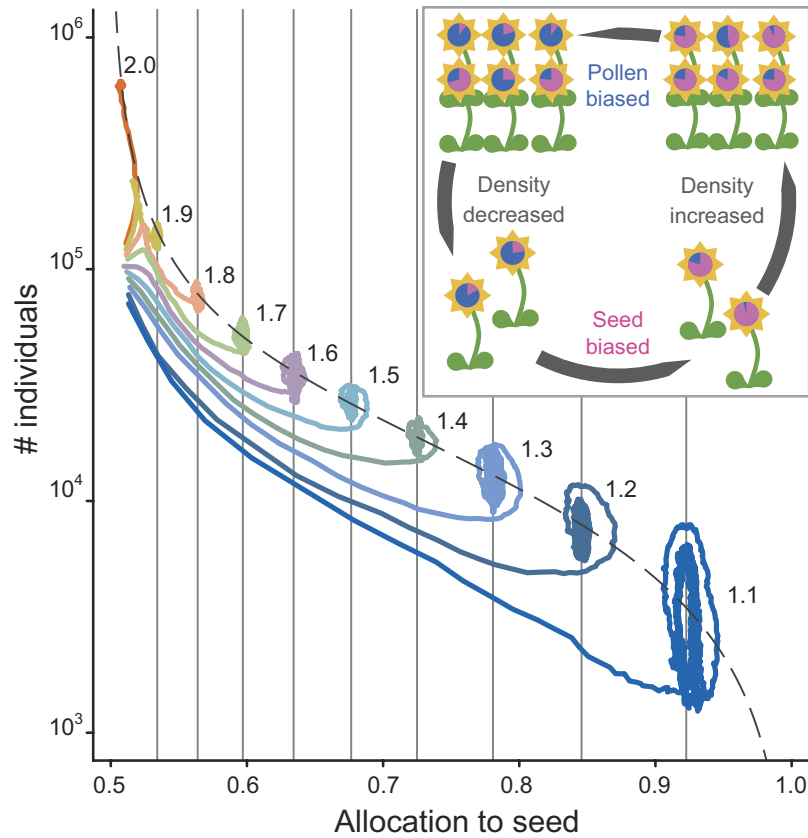 10⁶
10⁵
10⁴
10³
# individuals
2.0
1.9
1.8
1.7
1.6
1.5
1.4
1.3
1.2
1.1
Pollen
biased
Density
decreased
Density
increased
Seed
biased
0.5
0.6
0.7
0.8
0.9
1.0
Allocation to seed